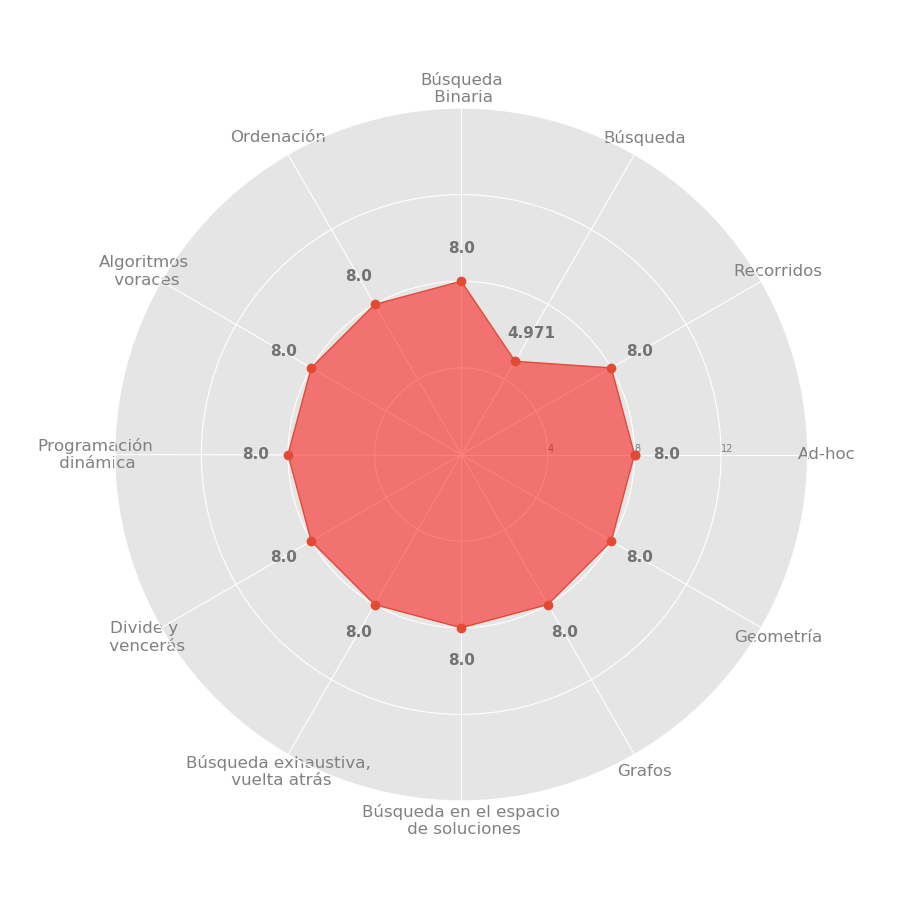 Búsqueda
Binaria
Ordenación
Búsqueda
8.0
Algoritmos
voraces
8.0
Recorridos
4.971
8.0
8.0
Programación
dinámica
8.0
4
8
12
8.0
Ad-hoc
8.0
8.0
Divide y
vencerás
8.0
8.0
Geometría
8.0
Búsqueda exhaustiva,
vuelta atrás
Grafos
Búsqueda en el espacio
de soluciones